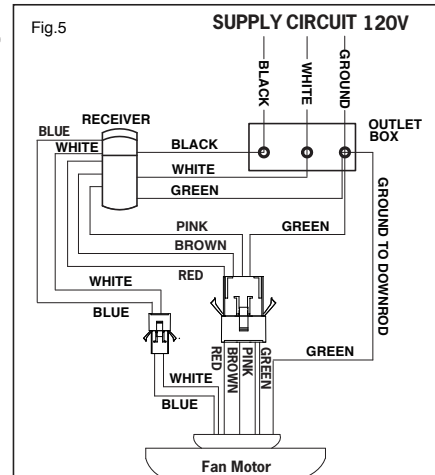 Fig.5
SUPPLY CIRCUIT 120V
BLACK
WHITE
GROUND
OUTLET
BOX
RECEIVER
BLUE
WHITE
BLACK
WHITE
GREEN
GROUND TO DOWNROD
PINK
GREEN
BROWN
RED
WHITE
BLUE
RED
BROWN
PINK
GREEN
GREEN
WHITE
BLUE
Fan Motor